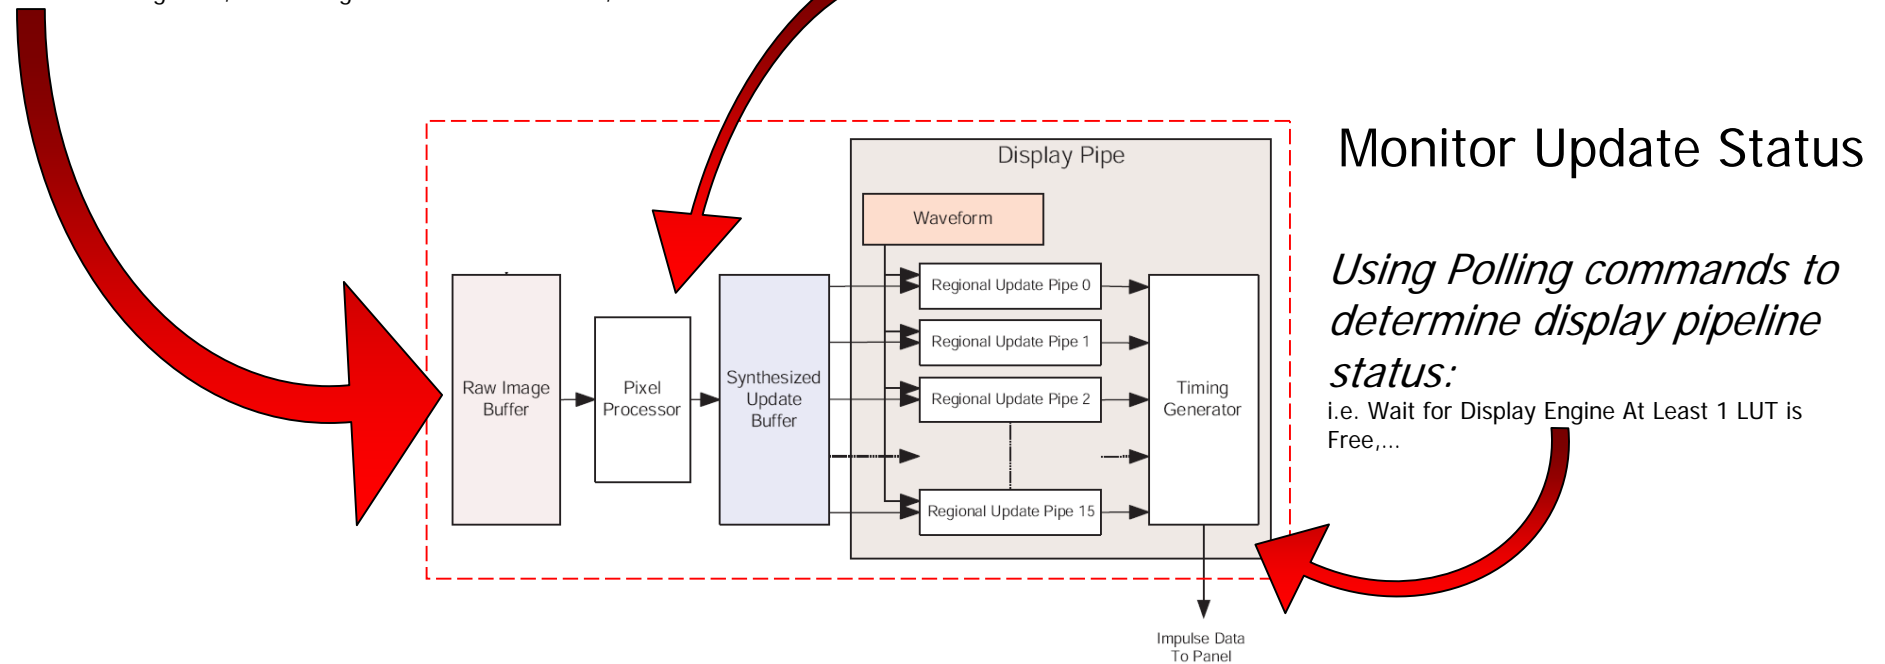 Display Pipe
Waveform
Regional Update Pipe 0
Regional Update Pipe 1
Regional Update Pipe 2
Regional Update Pipe 15
Raw Image
Buffer
Pixel
Processor
Synthesized
Update
Buffer
Timing
Generator
Impulse Data
To Panel
Monitor Update Status
Using Polling commands to
determine display pipeline
status:
i.e. Wait for Display Engine At Least 1 LUT is
Free,...